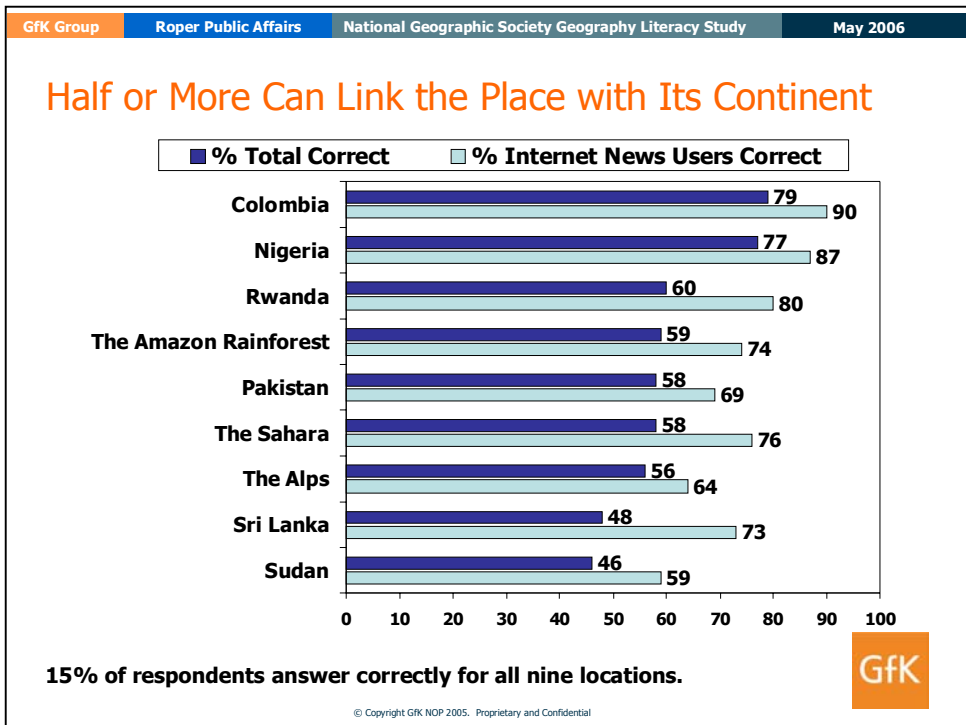 GfK Group Roper Public Affairs National Geographic Society Geography Literacy Study May 2006
Half or More Can Link the Place with Its Continent
% Total Correct % Internet News Users Correct
Colombia 79
90
Nigeria 77
87
Rwanda 60
80
The Amazon Rainforest 59
74
Pakistan 58
69
The Sahara 58
76
The Alps 56
64
Sri Lanka 48
73
Sudan 46
59
0 10 20 30 40 50 60 70 80 90 100
15% of respondents answer correctly for all nine locations.
GfK
© Copyright GfK NOP 2005. Proprietary and Confidential